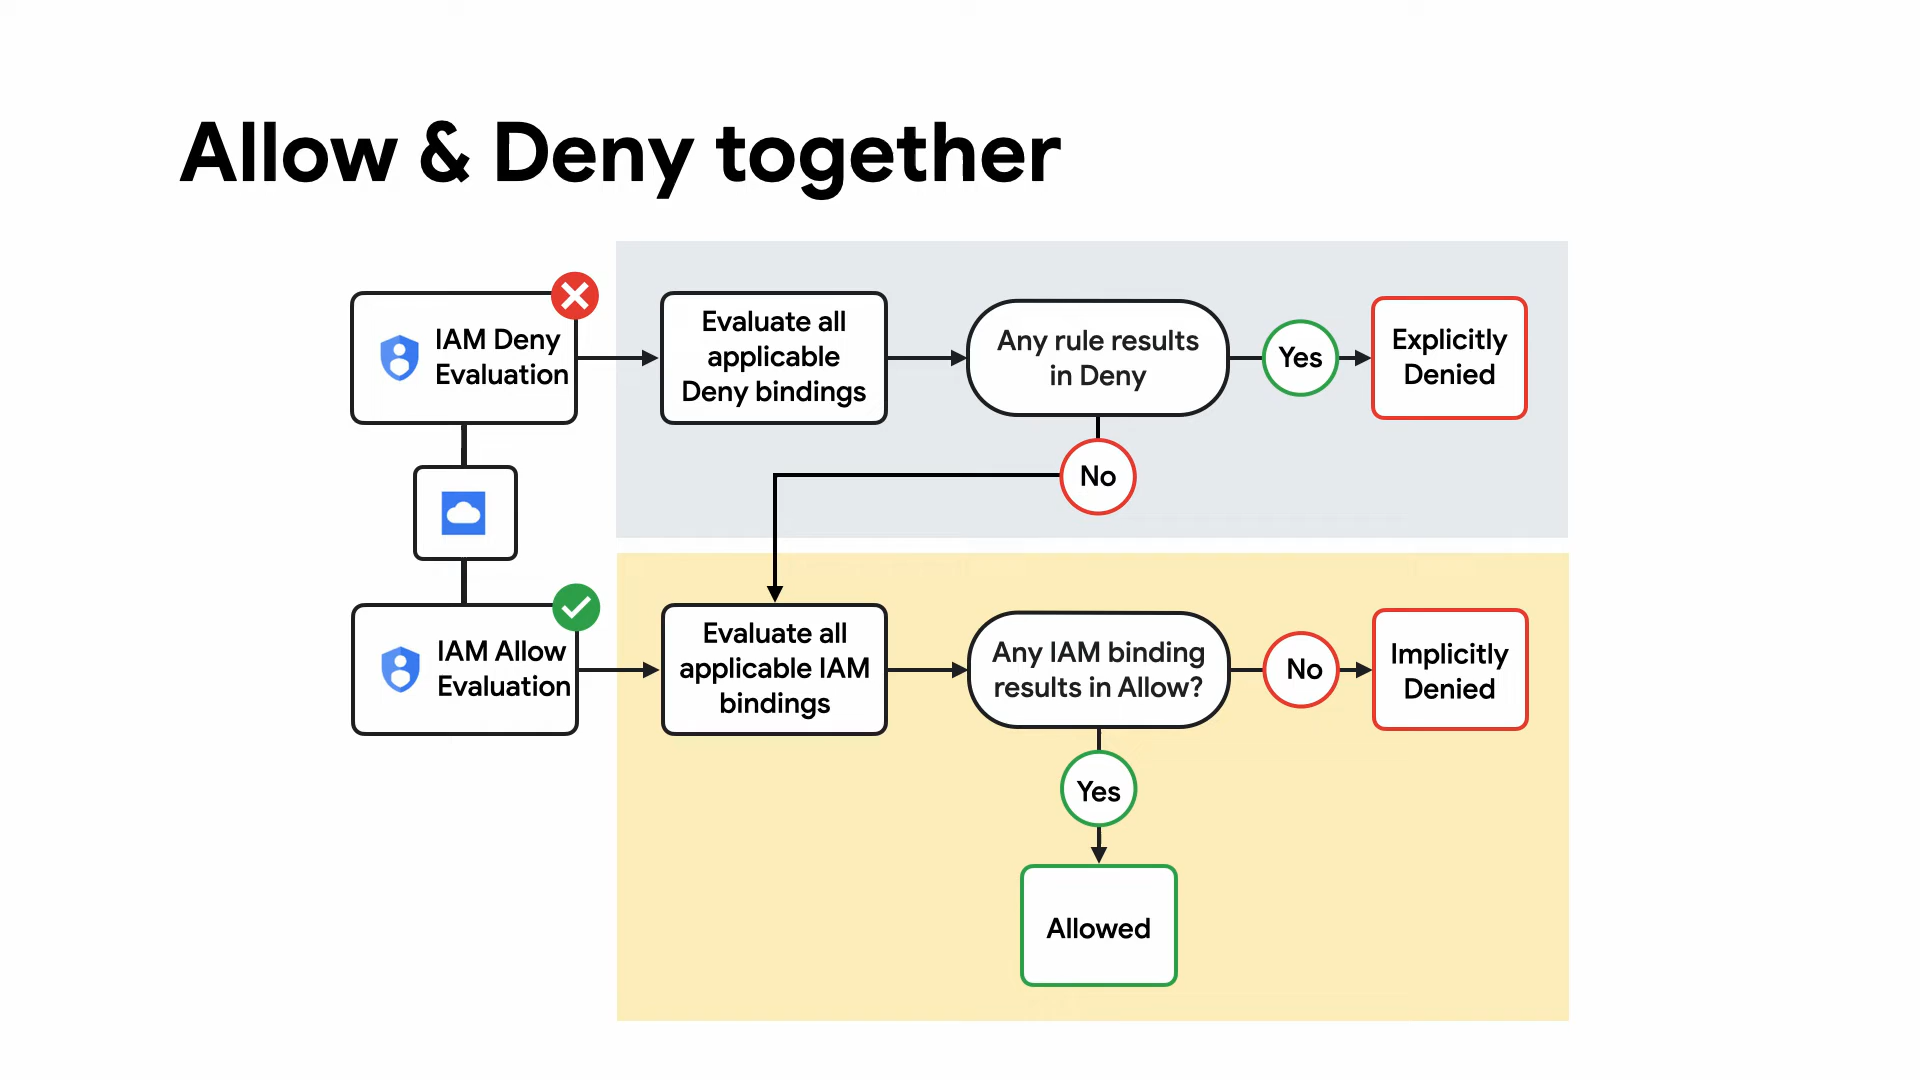 Allow & Deny together
IAM Deny
Evaluation
Evaluate all
applicable
Deny bindings
Any rule results
in Deny
Yes
Explicitly
Denied
No
IAM Allow
Evaluation
Evaluate all
applicable IAM
bindings
Any IAM binding
results in Allow?
No
Implicitly
Denied
Yes
Allowed